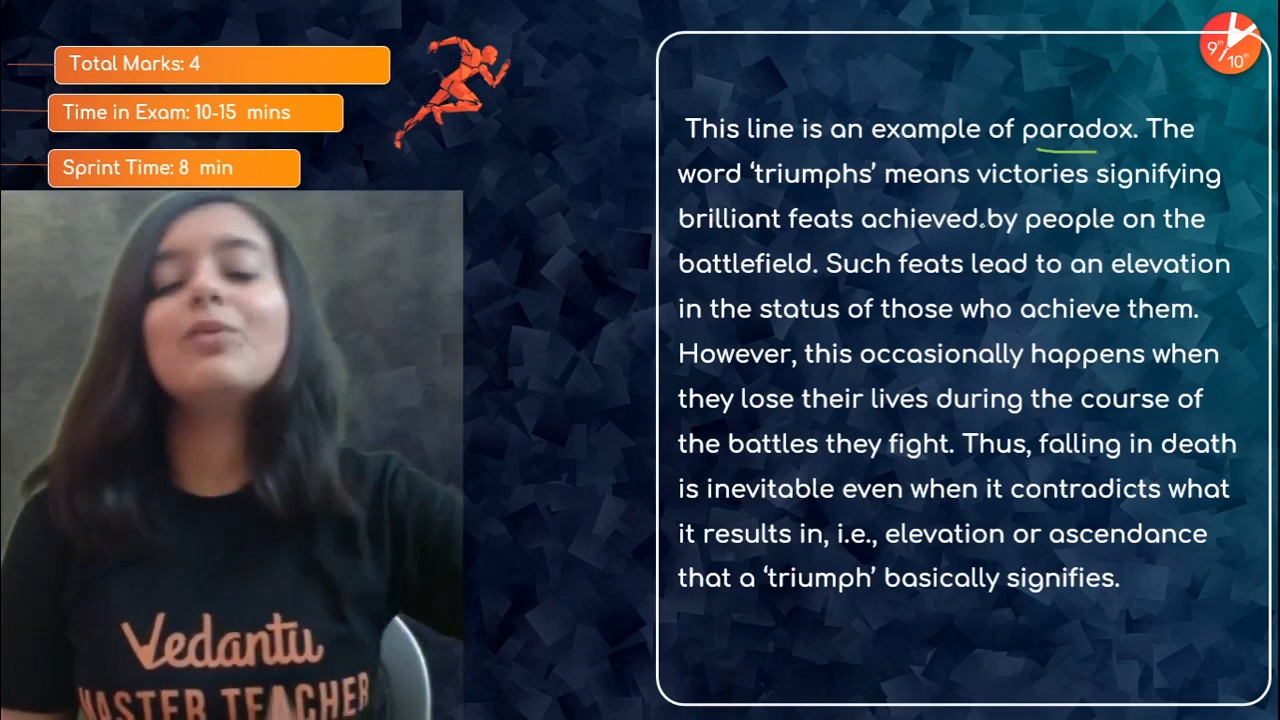 Total Marks: 4
Time in Exam: 10-15 mins
Sprint Time: 8 min
9th/10th
This line is an example of paradox. The
word ‘triumphs’ means victories signifying
brilliant feats achieved by people on the
battlefield. Such feats lead to an elevation
in the status of those who achieve them.
However, this occasionally happens when
they lose their lives during the course of
the battles they fight. Thus, falling in death
is inevitable even when it contradicts what
it results in, i.e., elevation or ascendance
that a ‘triumph’ basically signifies.
Vedantu
MASTER TEACHER